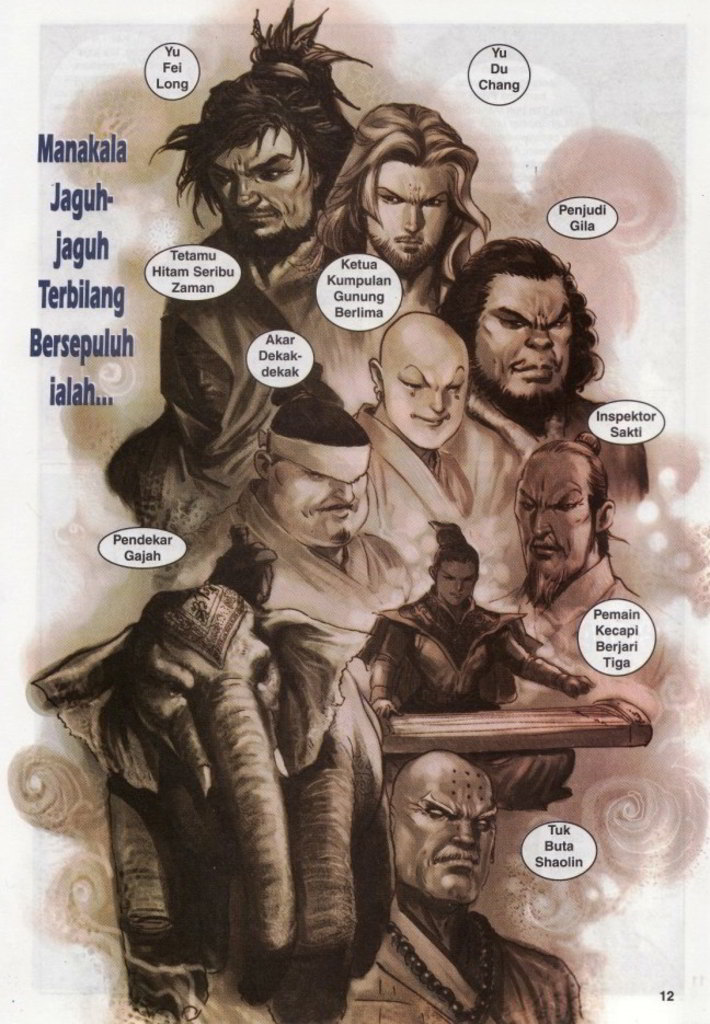 Yu
Fei
Long
Yu
Du
Chang
Manakala
Jaguh-
jaguh
Terbilang
Bersepuluh
ialah...
Penjudi
Gila
Tetamu
Hitam Seribu
Zaman
Ketua
Kumpulan
Gunung
Berlima
Akar
Dekak-
dekak
Inspektor
Sakti
Pendekar
Gajah
Pemain
Kecapi
Berjari
Tiga
Tuk
Buta
Shaolin
12